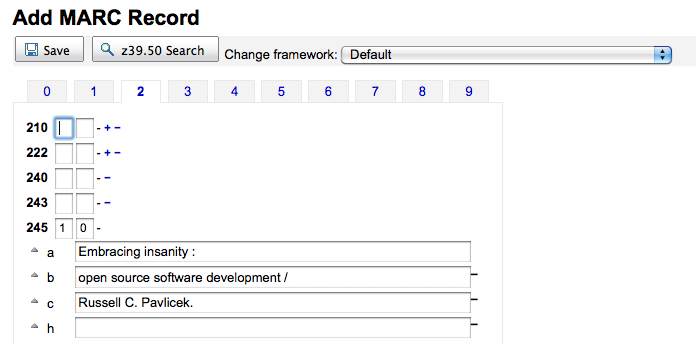 Add MARC Record
Save z39.50 Search Change framework: Default
0 1 2 3 4 5 6 7 8 9
210 - + −
222 - + −
240 - −
243 - −
245 1 0 -
a Embracing insanity :
b open source software development /
c Russell C. Pavlicek.
h